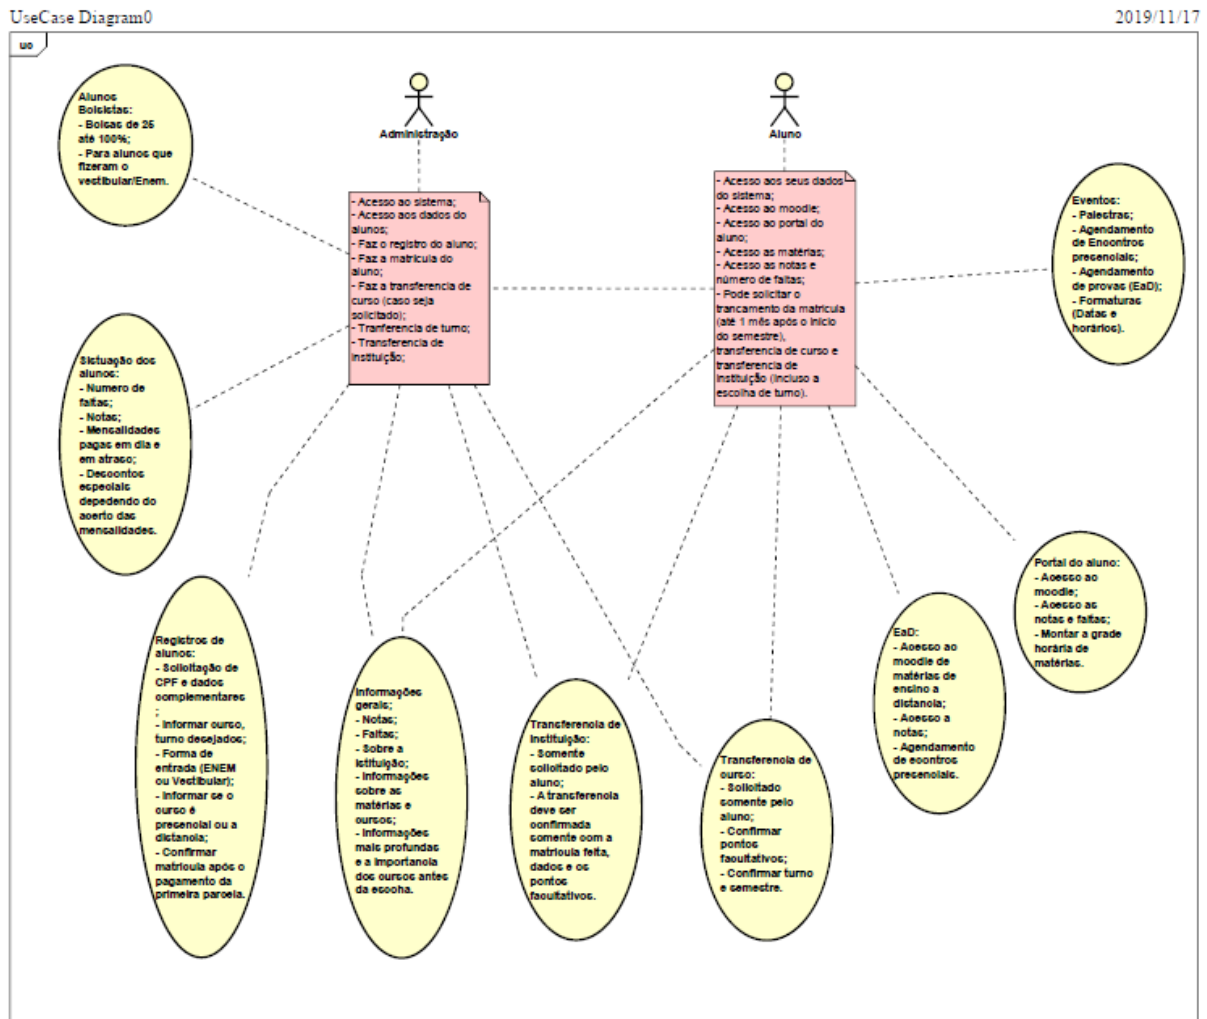 UseCase Diagram0
2019/11/17
uc
Alunos
Bolsistas:
- Bolsas de 25
até 100%;
- Para alunos que
fizeram o
vestibular/Enem.
Administração
- Acesso ao sistema;
- Acesso aos dados do
alunos;
- Faz o registro do aluno;
- Faz a matrícula do
aluno;
- Faz a transferencia de
curso (caso seja
solicitado);
- Tranferencia de turno;
- Transferencia de
instituição;
Aluno
- Acesso aos seus dados
do sistema;
- Acesso ao moodle;
- Acesso ao portal do
aluno;
- Acesso as matérias;
- Acesso as notas e
número de faltas;
- Pode solicitar o
trancamento da matricula
(até 1 mês após o inicio
do semestre),
transferencia de curso e
transferencia de
instituição (incluso a
escolha de turno).
Eventos:
- Palestras;
- Agendamento
de Encontros
presenciais;
- Agendamento
de provas (EaD);
- Formaturas
(Datas e
horários).
Sistuação dos
alunos:
- Numero de
faltas;
- Notas;
- Mensalidades
pagas em dia e
em atraso;
- Descontos
especiais
depedendo do
acerto das
mensalidades.
Registros de
alunos:
- Solicitação de
CPF e dados
complementares
;
- Informar curso,
turno desejados;
- Forma de
entrada (ENEM
ou Vestibular);
- Informar se o
curso é
presencial ou a
distancia;
- Confirmar
matricula após o
pagamento da
primeira parcela.
Informações
gerais;
- Notas;
- Faltas;
- Sobre a
istituição;
- Informações
sobre as
matérias e
cursos;
- Informações
mais profundas
e a importancia
dos cursos antes
da escoha.
Transferencia de
Instituição:
- Somente
solicitado pelo
aluno;
- A transferencia
deve ser
confirmada
somente com a
matricula feita,
dados e os
pontos
facultativos.
Transferencia de
curso:
- Solicitado
somente pelo
aluno;
- Confirmar
pontos
facultativos;
- Confirmar turno
e semestre.
EaD:
- Acesso ao
moodle de
matérias de
ensino a
distancia;
- Acesso a
notas;
- Agendamento
de econtros
presenciais.
Portal do aluno:
- Acesso ao
moodle;
- Acesso as
notas e faltas;
- Montar a grade
horária de
matérias.